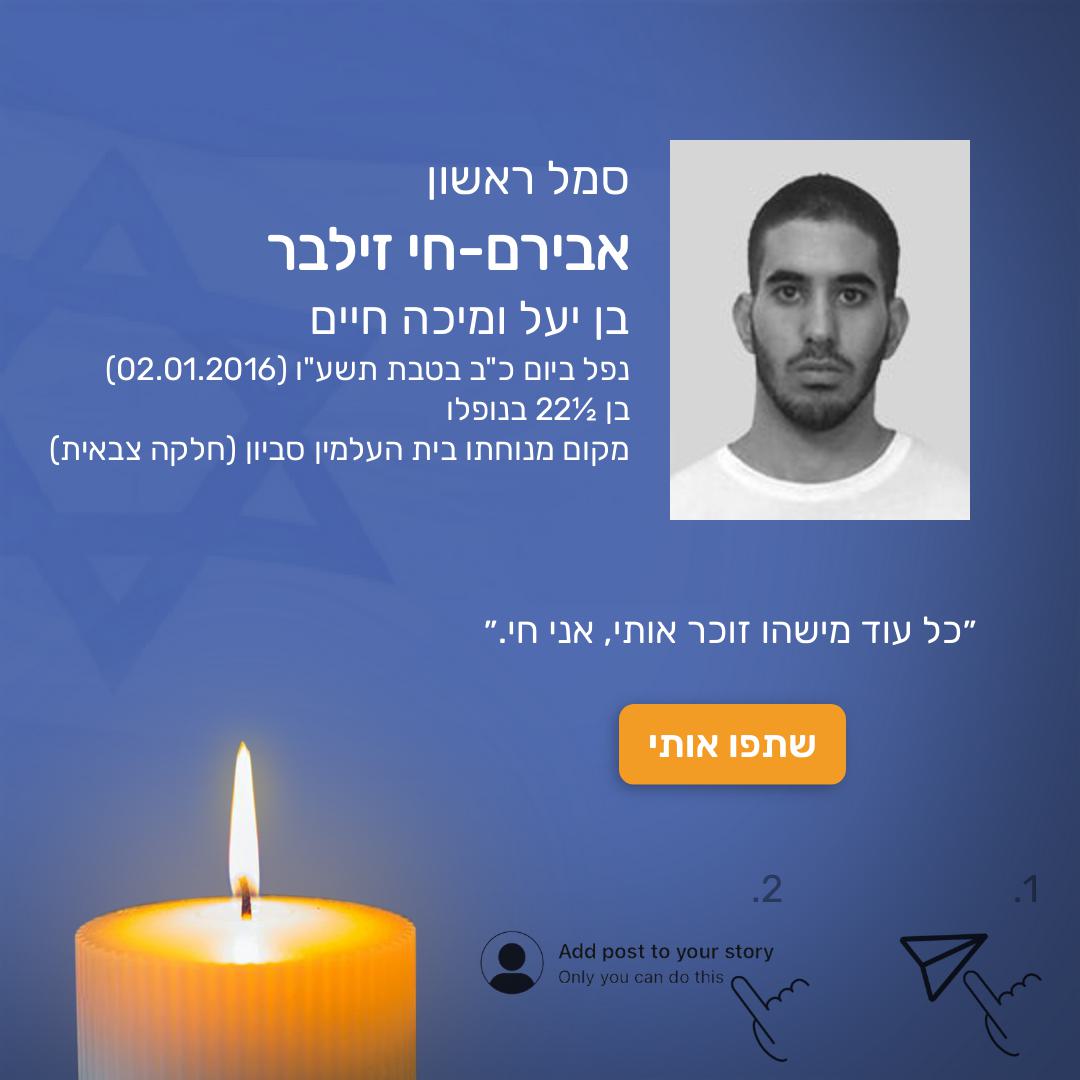 סמל ראשון
אבירם-חי זילבר
בן יעל ומיכה חיים
נפל ביום כ"ב בטבת תשע"ו (02.01.2016)
בן 22½ בנופלו
מקום מנוחתו בית העלמין סביון (חלקה צבאית)
״כל עוד מישהו זוכר אותי, אני חי.״
שתפו אותי
.1
.2
Add post to your story
Only you can do this